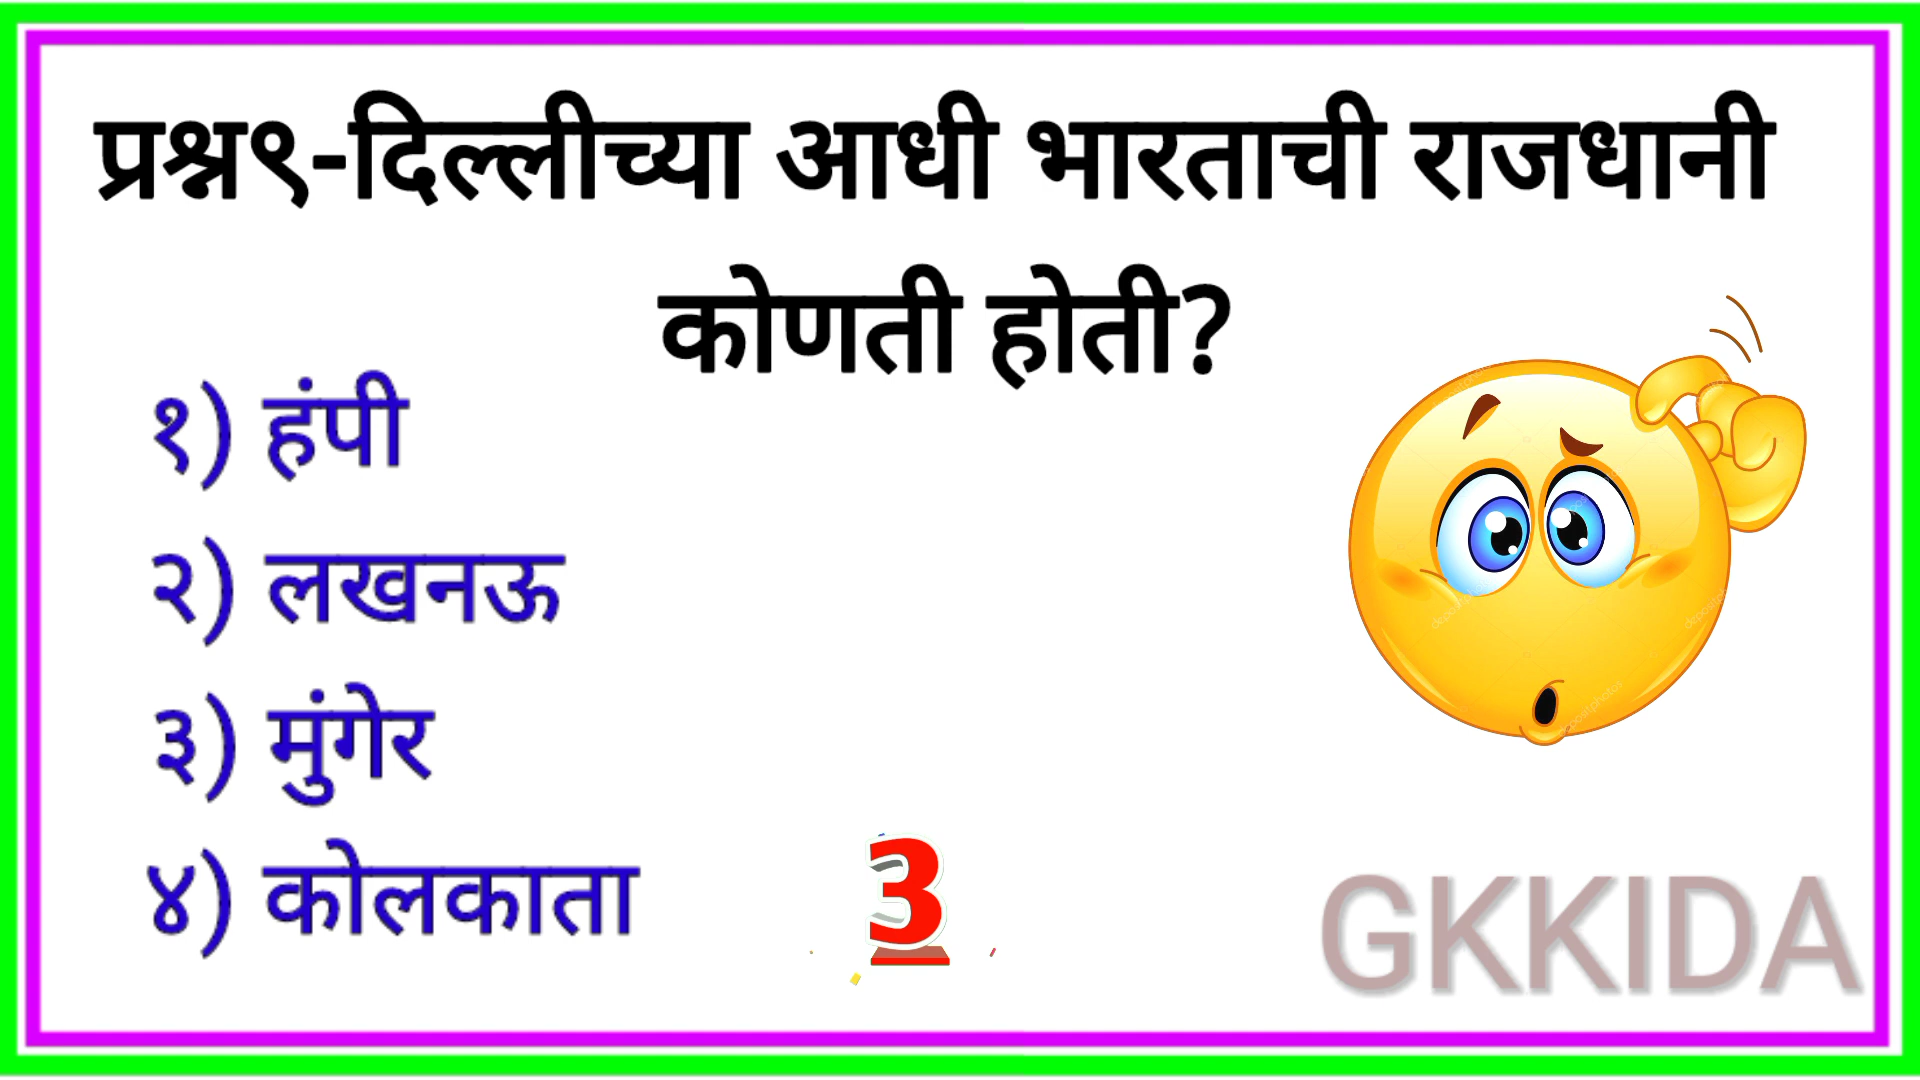 प्रश्न९-दिल्लीच्या आधी भारताची राजधानी
कोणती होती?
१) हंपी
२) लखनऊ
३) मुंगेर
४) कोलकाता
3
GKKIDA